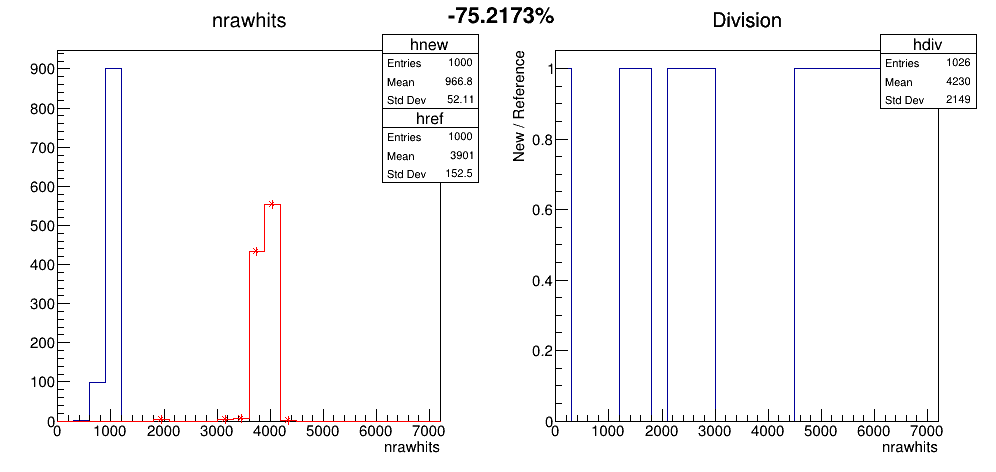 -75.2173%
nrawhits
hnew
Entries 1000
Mean 966.8
Std Dev 52.11
href
Entries 1000
Mean 3901
Std Dev 152.5
900
800
700
600
500
400
300
200
100
0
0 1000 2000 3000 4000 5000 6000 7000
nrawhits
Division
hdiv
Entries 1026
Mean 4230
Std Dev 2149
New / Reference
1
0.8
0.6
0.4
0.2
0
0 1000 2000 3000 4000 5000 6000 7000
nrawhits